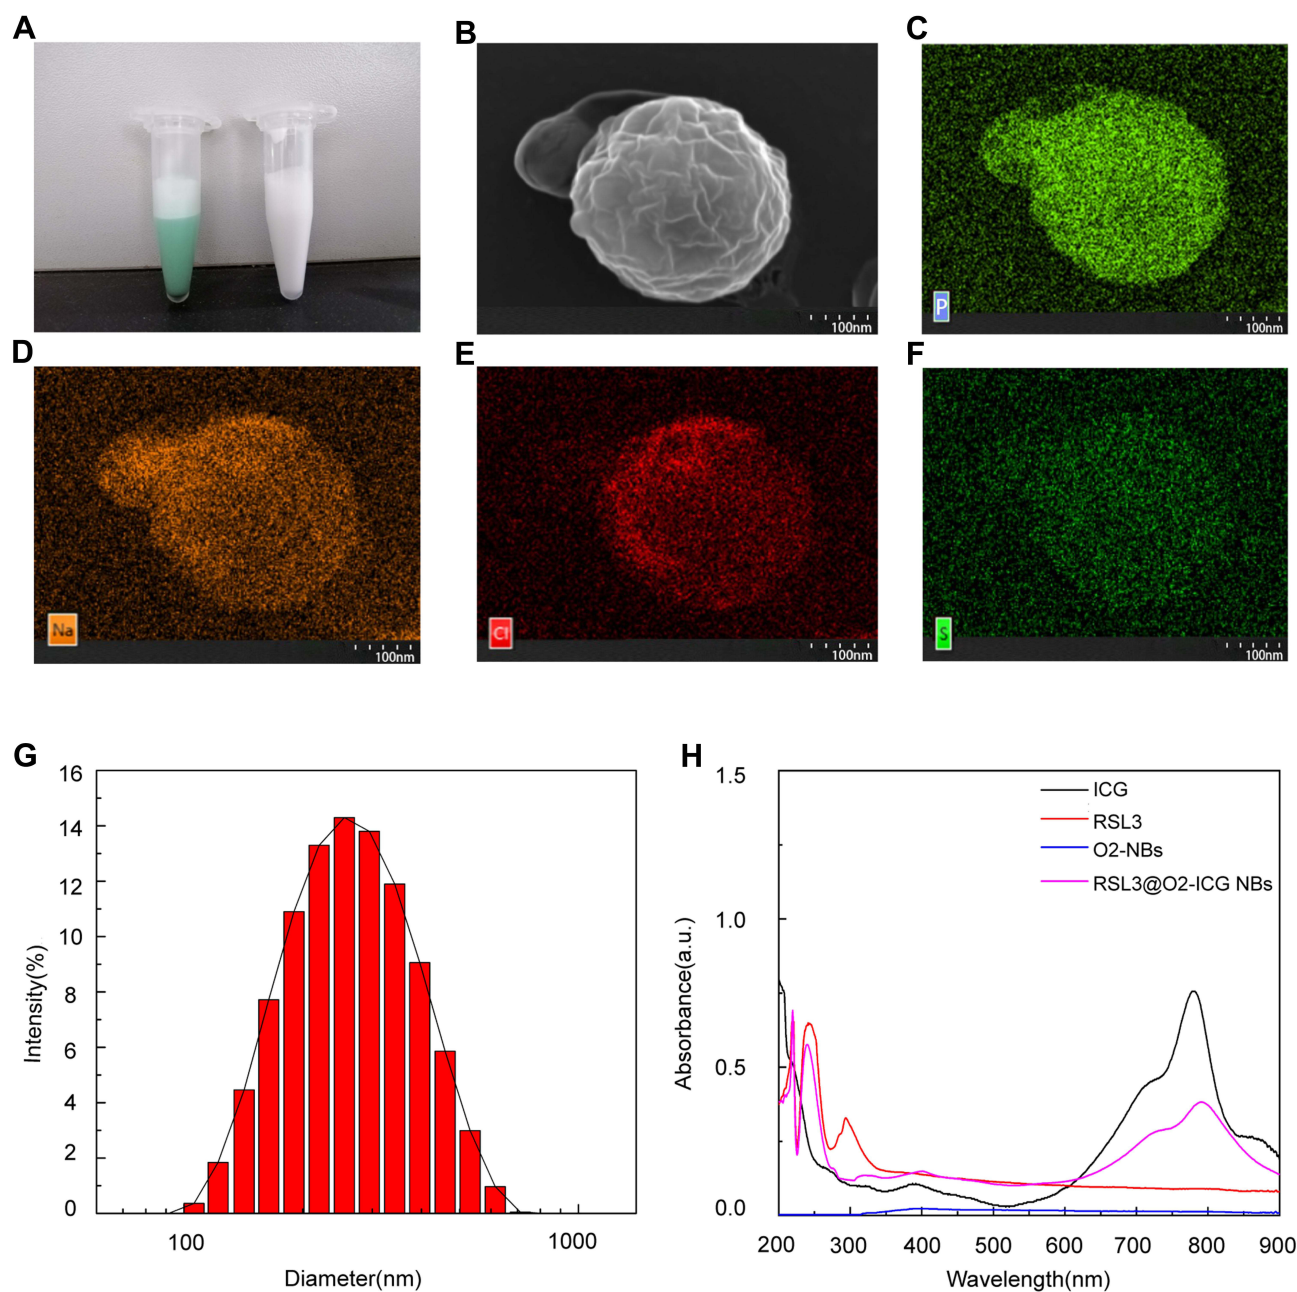 A
B
C
100nm
P
100nm
D
E
F
Na
100nm
Cl
100nm
S
100nm
G
H
16
14
12
10
8
6
4
2
0
Intensity(%)
100
1000
Diameter(nm)
1.5
1.0
0.5
0.0
Absorbance(a.u.)
ICG
RSL3
O2-NBs
RSL3@O2-ICG NBs
200 300 400 500 600 700 800 900
Wavelength(nm)